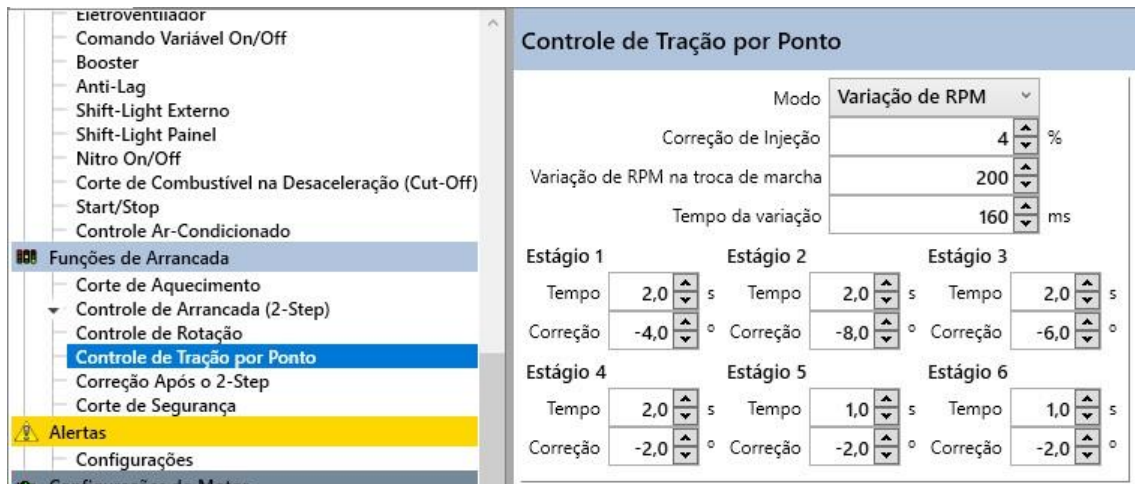 Eletroventilador
Comando Variável On/Off
Booster
Anti-Lag
Shift-Light Externo
Shift-Light Painel
Nitro On/Off
Corte de Combustível na Desaceleração (Cut-Off)
Start/Stop
Controle Ar-Condicionado
Funções de Arrancada
Corte de Aquecimento
Controle de Arrancada (2-Step)
Controle de Rotação
Controle de Tração por Ponto
Correção Após o 2-Step
Corte de Segurança
Alertas
Configurações
Configurações do Motor
Controle de Tração por Ponto
Modo Variação de RPM
Correção de Injeção 4 %
Variação de RPM na troca de marcha 200
Tempo da variação 160 ms
Estágio 1 Estágio 2 Estágio 3
Tempo 2,0 s Tempo 2,0 s Tempo 2,0 s
Correção -4,0 ° Correção -8,0 ° Correção -6,0 °
Estágio 4 Estágio 5 Estágio 6
Tempo 2,0 s Tempo 1,0 s Tempo 1,0 s
Correção -2,0 ° Correção -2,0 ° Correção -2,0 °